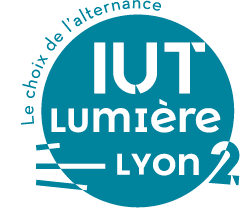 Le choix de l'alternance
IUT
LUMIÈRE
LYON 2